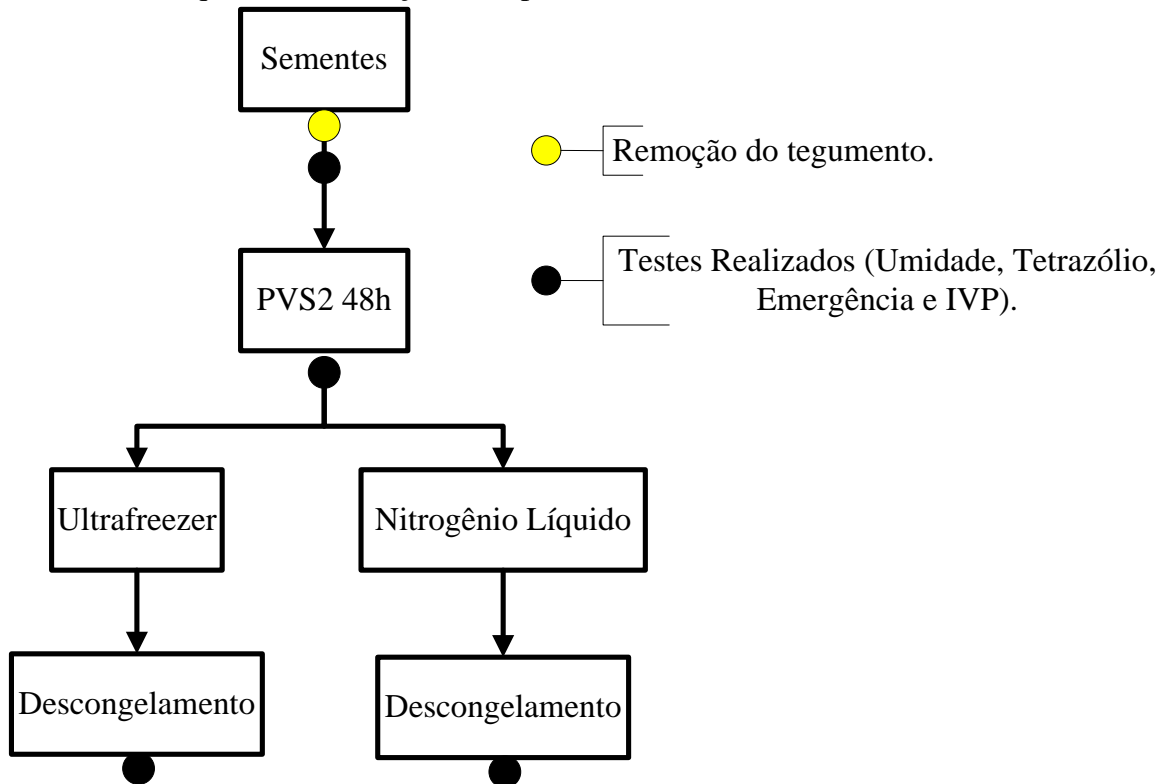 Sementes
Remoção do tegumento.
Testes Realizados (Umidade, Tetrazólio,
Emergência e IVP).
PVS2 48h
Ultrafreezer
Nitrogênio Líquido
Descongelamento
Descongelamento